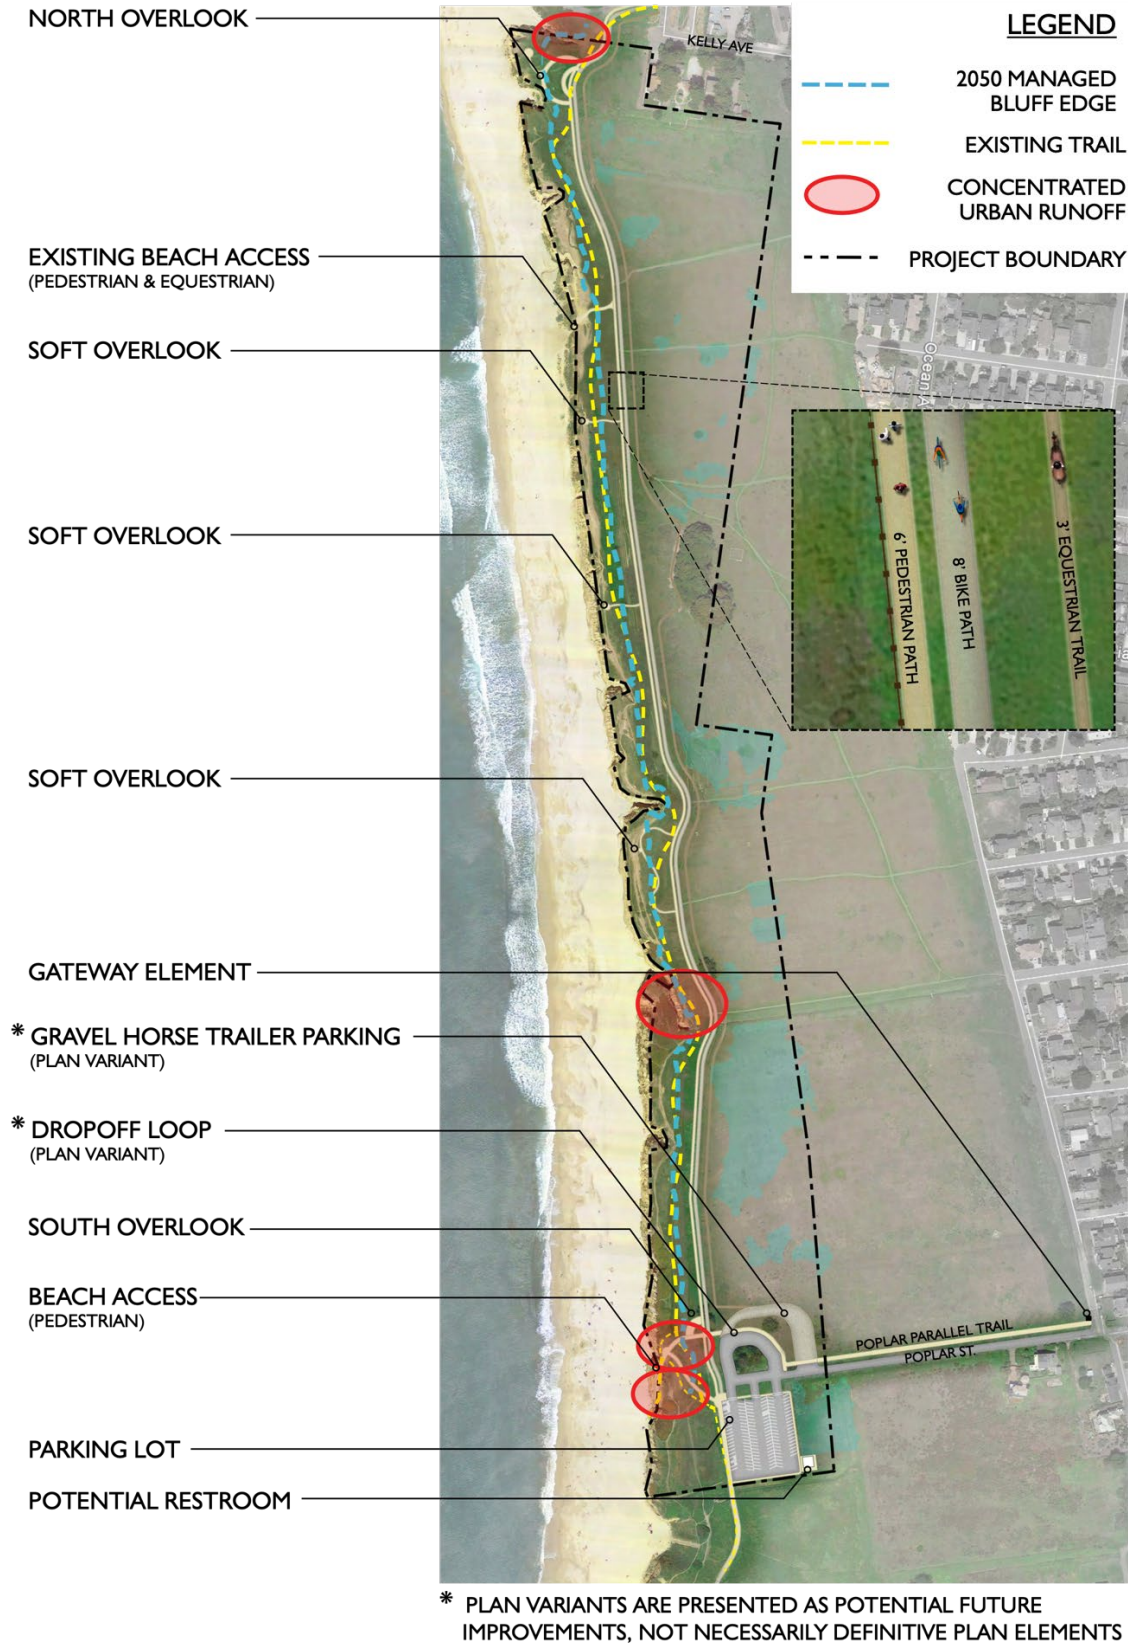 NORTH OVERLOOK
EXISTING BEACH ACCESS
(PEDESTRIAN & EQUESTRIAN)
SOFT OVERLOOK
SOFT OVERLOOK
SOFT OVERLOOK
GATEWAY ELEMENT
* GRAVEL HORSE TRAILER PARKING
(PLAN VARIANT)
* DROPOFF LOOP
(PLAN VARIANT)
SOUTH OVERLOOK
BEACH ACCESS
(PEDESTRIAN)
PARKING LOT
POTENTIAL RESTROOM
KELLY AVE
LEGEND
2050 MANAGED
BLUFF EDGE
EXISTING TRAIL
CONCENTRATED
URBAN RUNOFF
PROJECT BOUNDARY
Ocean A
6' PEDESTRIAN PATH
8' BIKE PATH
3' EQUESTRIAN TRAIL
POPLAR PARALLEL TRAIL
POPLAR ST.
* PLAN VARIANTS ARE PRESENTED AS POTENTIAL FUTURE
IMPROVEMENTS, NOT NECESSARILY DEFINITIVE PLAN ELEMENTS